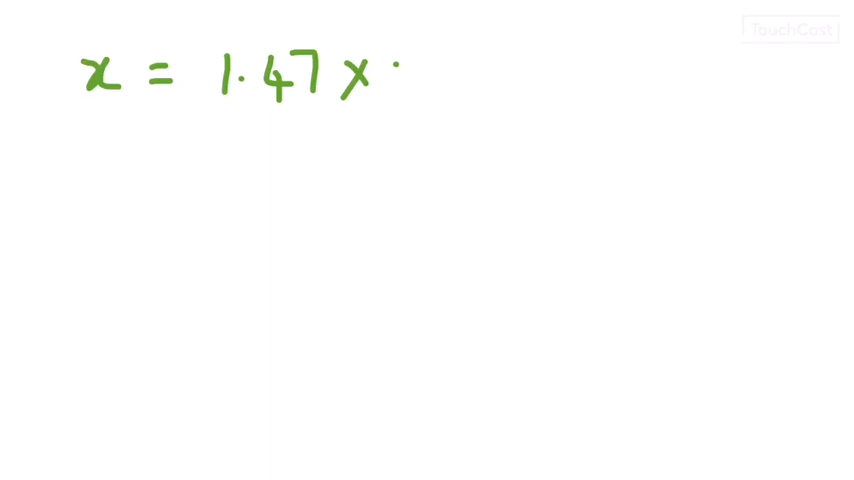 TouchCast
x = 1.47 x